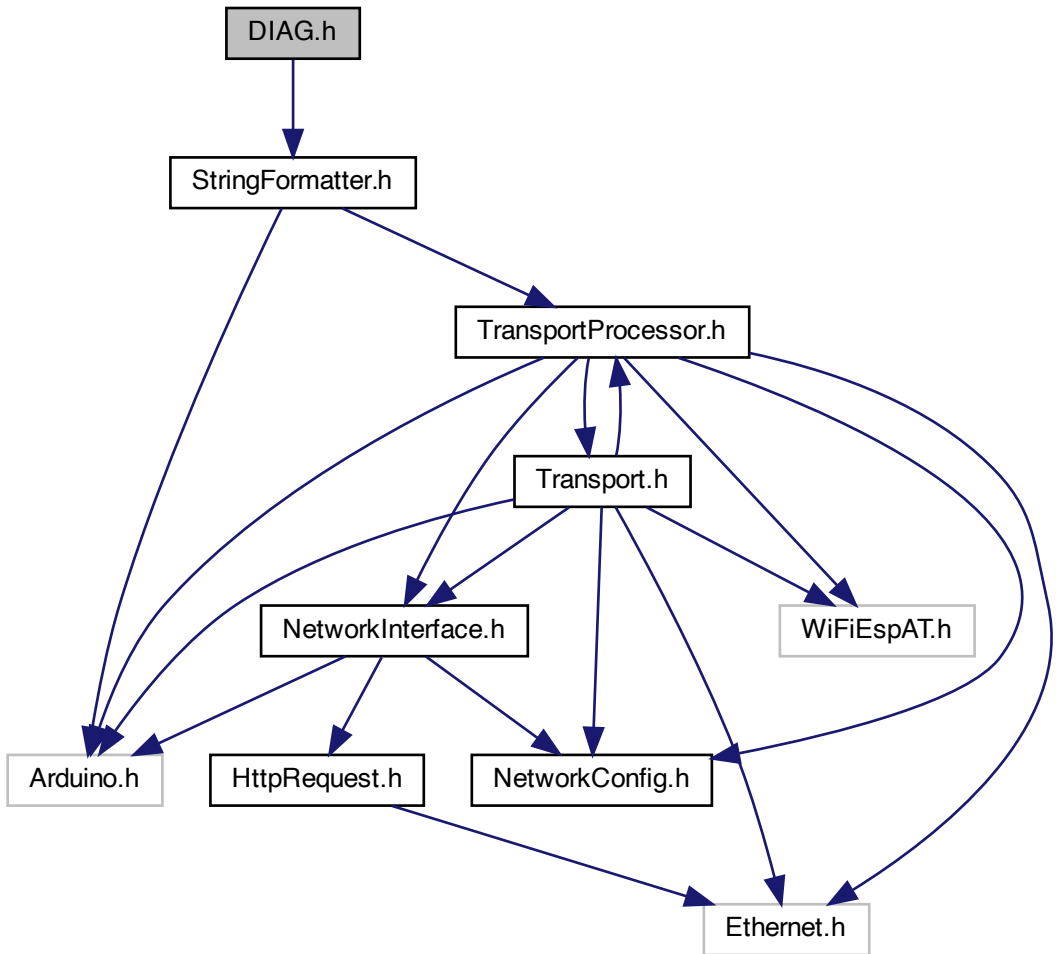 DIAG.h
StringFormatter.h
TransportProcessor.h
Transport.h
NetworkInterface.h
WiFiEspAT.h
Arduino.h
HttpRequest.h
NetworkConfig.h
Ethernet.h